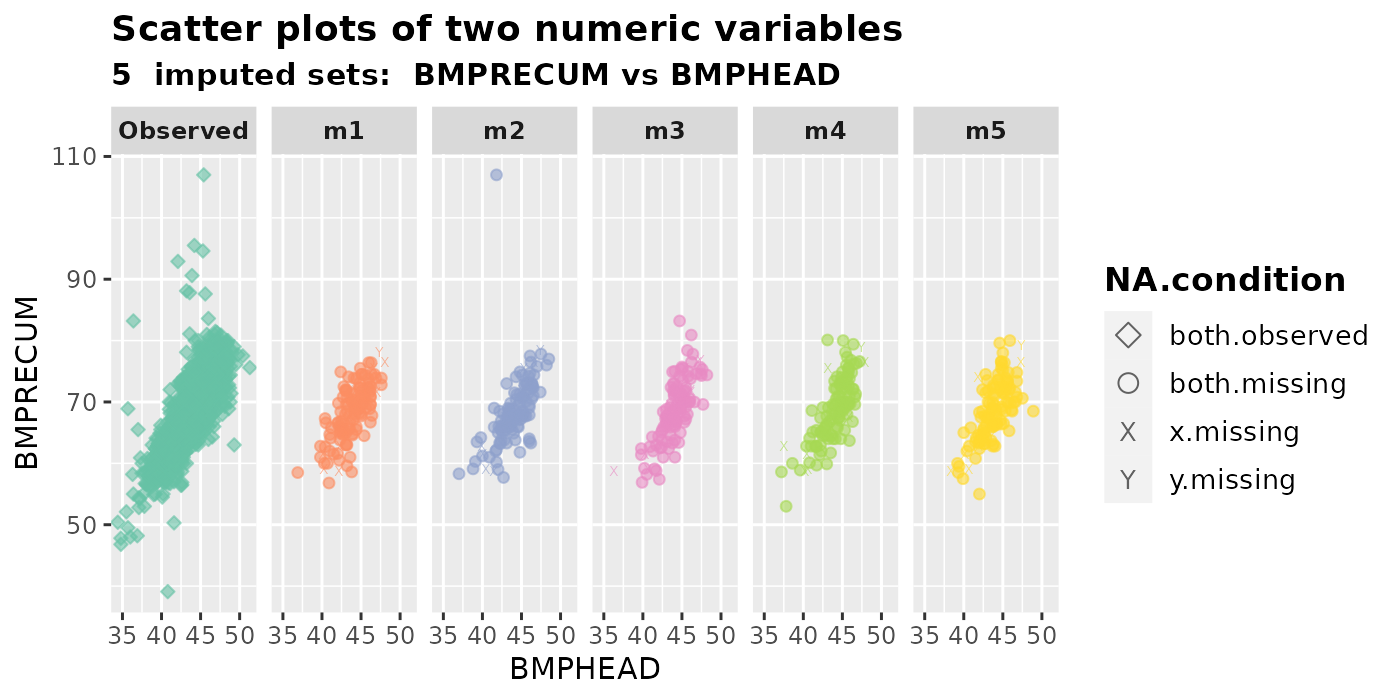 Scatter plots of two numeric variables
5 imputed sets: BMPRECUM vs BMPHEAD
Observed m1 m2 m3 m4 m5
110
90
70
50
BMPRECUM
35 40 45 50 35 40 45 50 35 40 45 50 35 40 45 50 35 40 45 50 35 40 45 50
BMPHEAD
NA.condition
both.observed
both.missing
X x.missing
Y y.missing